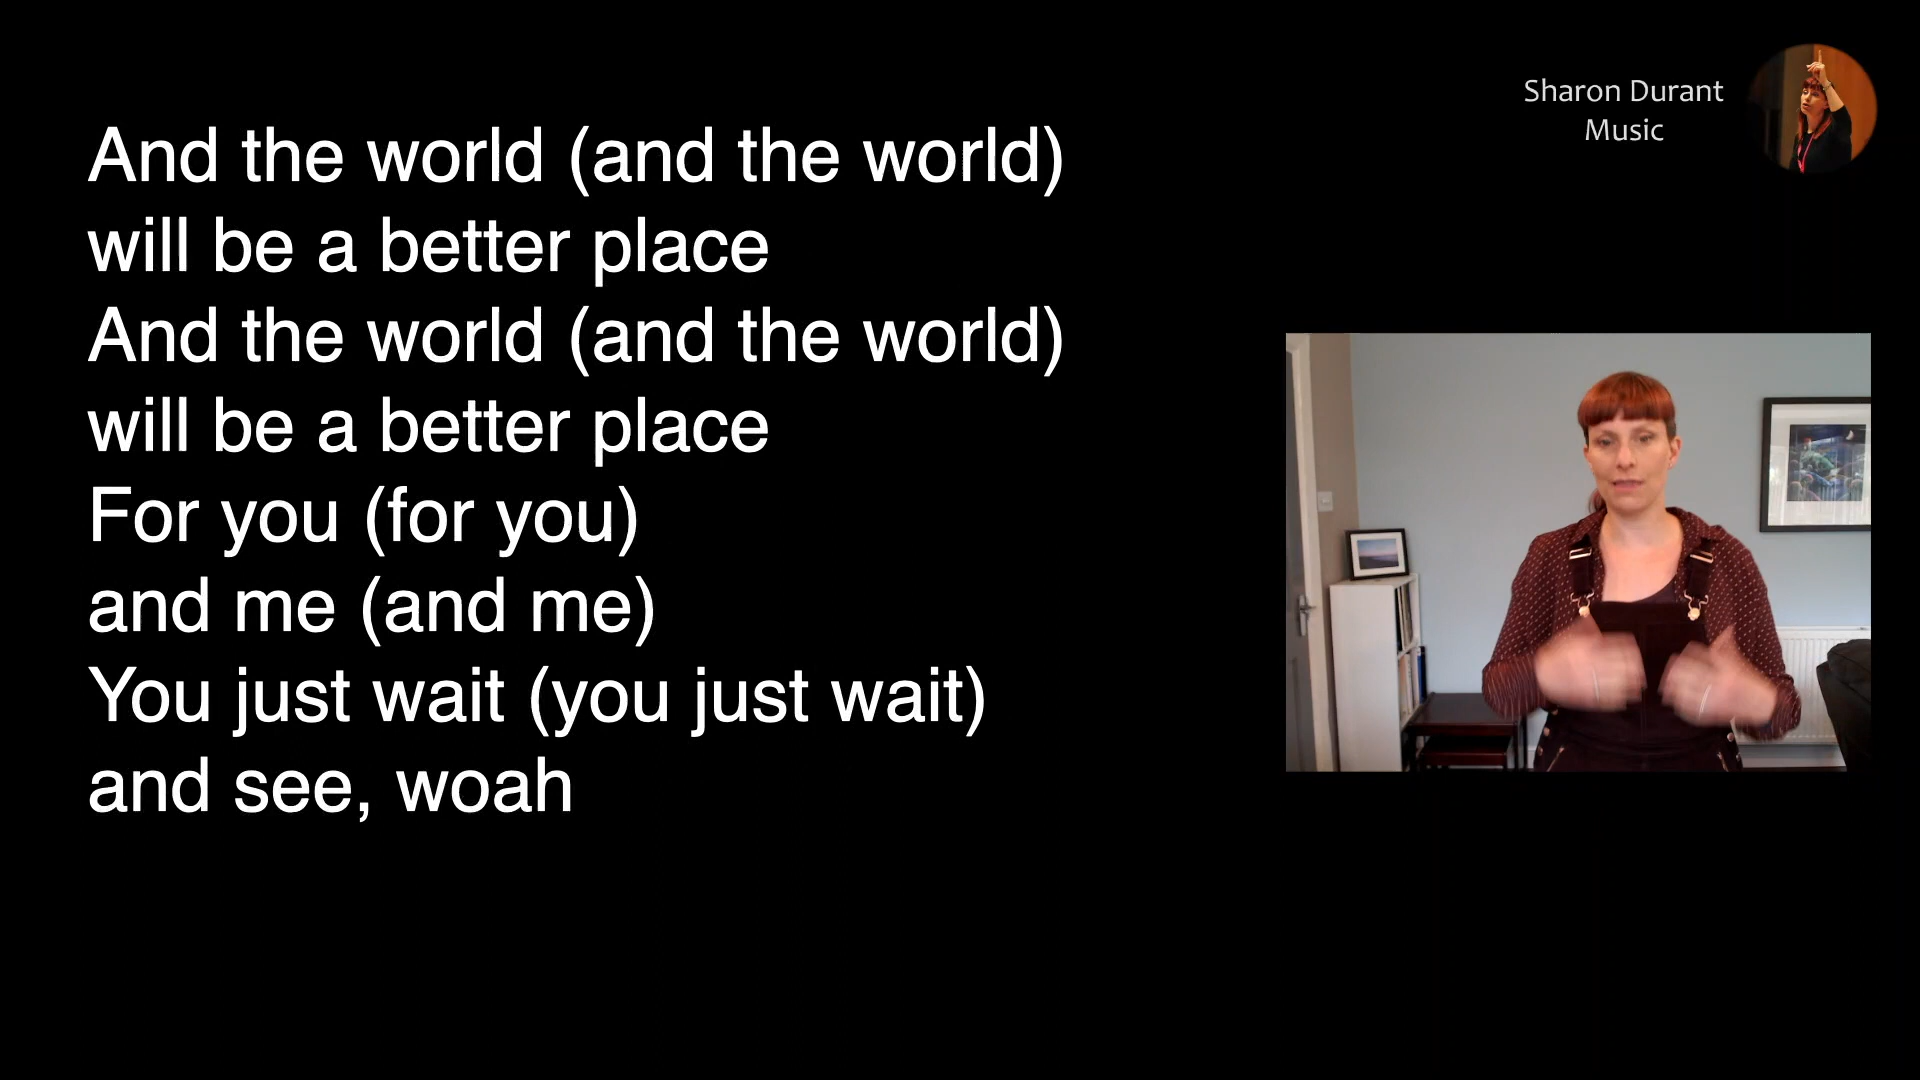 And the world (and the world)
will be a better place
And the world (and the world)
will be a better place
For you (for you)
and me (and me)
You just wait (you just wait)
and see, woah
Sharon Durant
Music